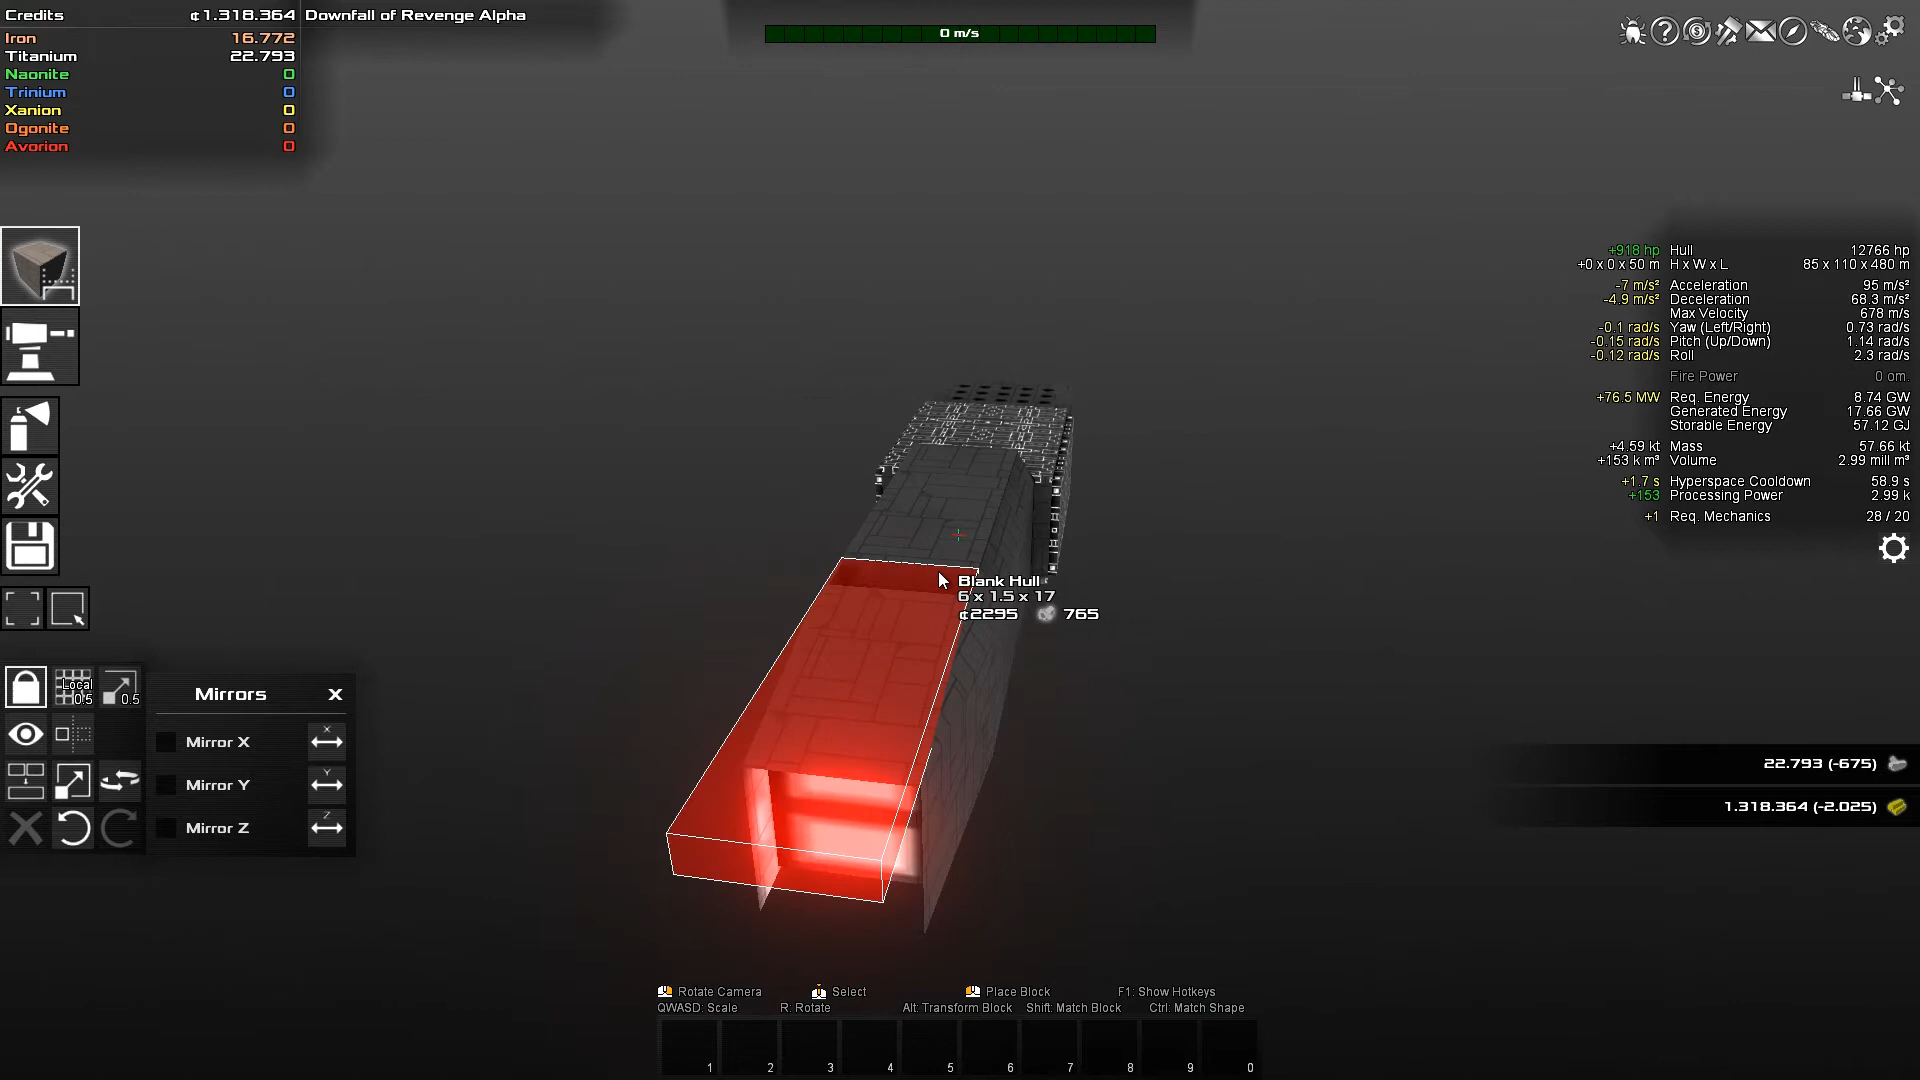 Credits ¢1.318.364 Downfall of Revenge Alpha
Iron 16.772
Titanium 22.793
Naonite 0
Trinium 0
Xanion 0
Ogonite 0
Avorion 0
0 m/s
+918 hp Hull 12766 hp
+0 x 0 x 50 m H x W x L 85 x 110 x 480 m
-7 m/s² Acceleration 95 m/s²
-4.9 m/s² Deceleration 68.3 m/s²
Max Velocity 678 m/s
-0.1 rad/s Yaw (Left/Right) 0.73 rad/s
-0.15 rad/s Pitch (Up/Down) 1.14 rad/s
-0.12 rad/s Roll 2.3 rad/s
Fire Power 0 om.
+76.5 MW Req. Energy 8.74 GW
Generated Energy 17.66 GW
Storable Energy 57.12 GJ
+4.59 kt Mass 57.66 kt
+153 k m³ Volume 2.99 mill m³
+1.7 s Hyperspace Cooldown 58.9 s
+153 Processing Power 2.99 k
+1 Req. Mechanics 28 / 20
Blank Hull
6 x 1.5 x 17
¢2295 765
Local
0.5 0.5
Mirrors X
Mirror X X
Mirror Y Y
Mirror Z Z
22.793 (-675)
1.318.364 (-2.025)
Rotate Camera Select Place Block F1: Show Hotkeys
QWASD: Scale R: Rotate Alt: Transform Block Shift: Match Block Ctrl: Match Shape
1 2 3 4 5 6 7 8 9 0